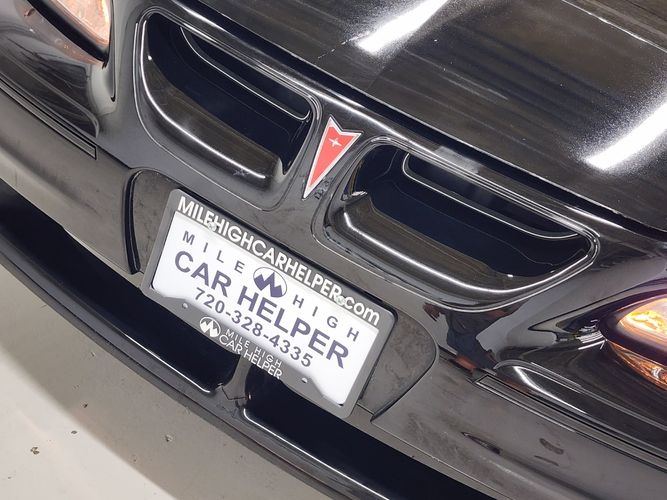 MILEHIGHCARHELPER.com
MILE HIGH
CAR HELPER
720-328-4335
MILE HIGH
CAR HELPER